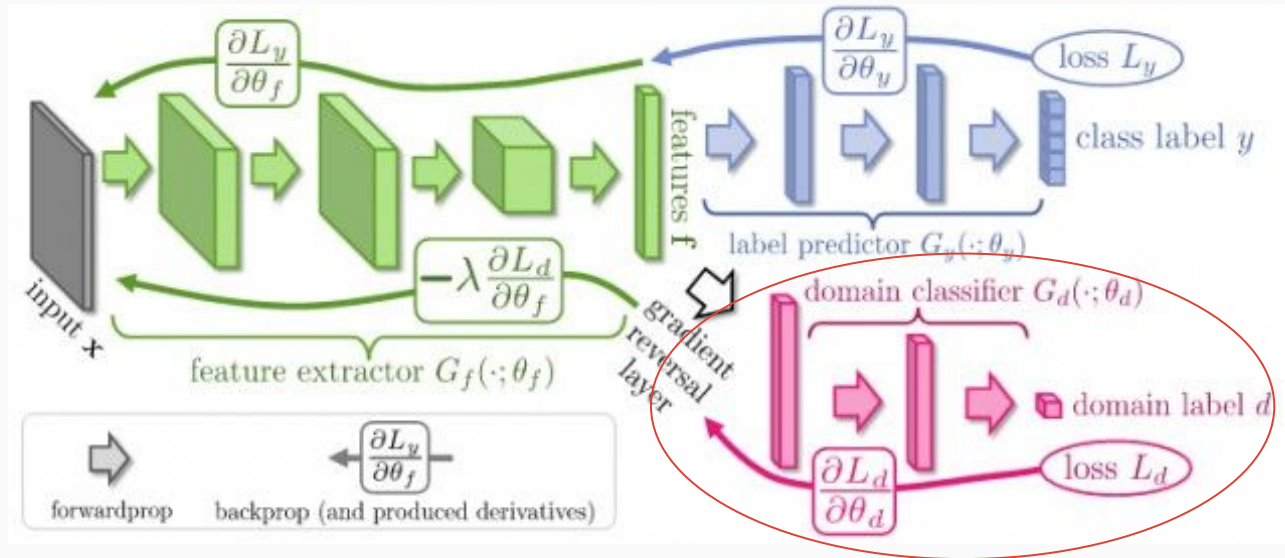 ∂L_y/∂θ_f
∂L_y/∂θ_y
loss L_y
features f
class label y
label predictor G_y(·; θ_y)
input x
−λ ∂L_d/∂θ_f
gradient
reversal
layer
feature extractor G_f(·; θ_f)
domain classifier G_d(·; θ_d)
domain label d
∂L_d/∂θ_d
loss L_d
∂L_y/∂θ_f
forwardprop
backprop (and produced derivatives)